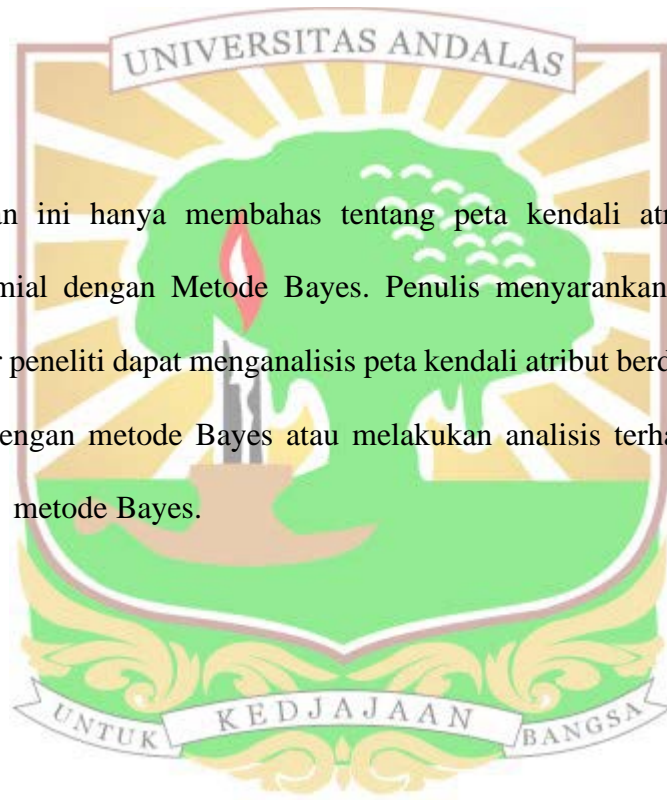 UNIVERSITAS ANDALAS
an ini hanya membahas tentang peta kendali atr
mial dengan Metode Bayes. Penulis menyarankan
r peneliti dapat menganalisis peta kendali atribut berd
engan metode Bayes atau melakukan analisis terha
metode Bayes.
UNTUK KEDJAJAAN BANGSA